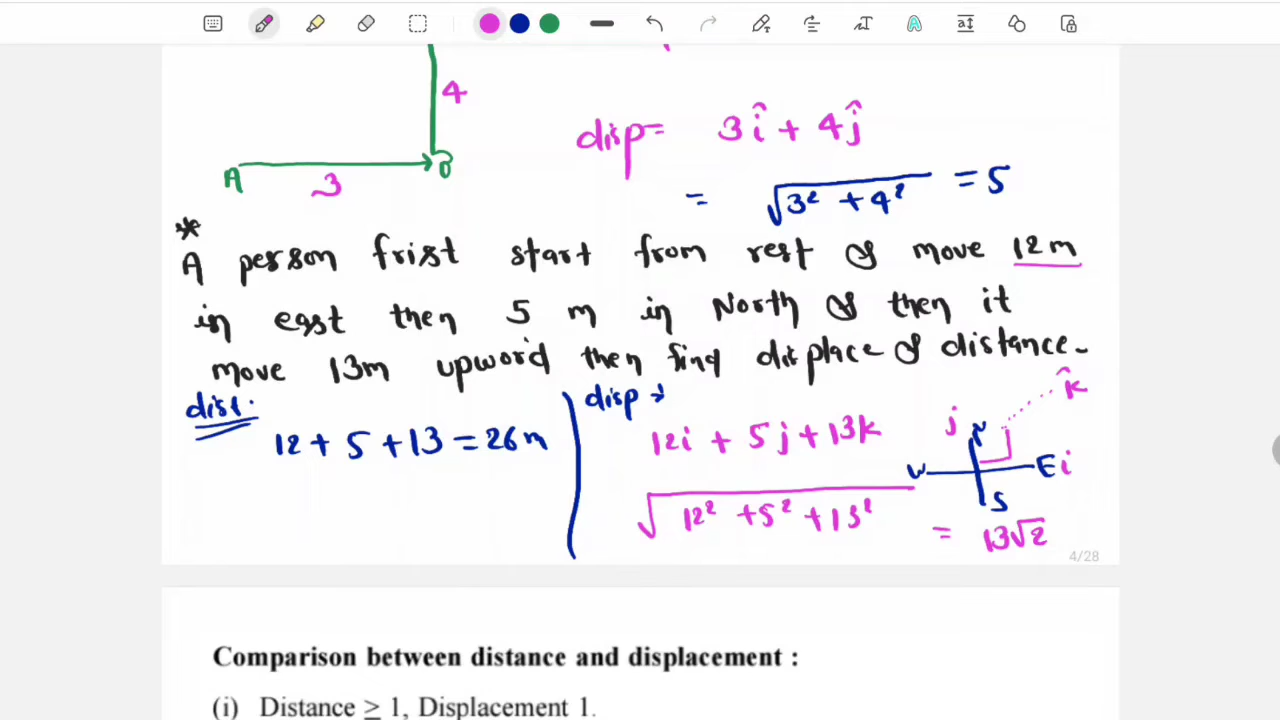 4
disp= 3î + 4ĵ
A 3 B
= √3² + 4² = 5
*
A person frist start from rest & move 12m
in east then 5 m in North & then it
move 13m upword then find displace & distance.
dist. disp →
k̂
12 + 5 + 13 = 26m
12i + 5j + 13k
j N
W E i
S
√12² + 5² + 13²
= 13√2
4/28
Comparison between distance and displacement :
(i) Distance ≥ 1, Displacement 1.